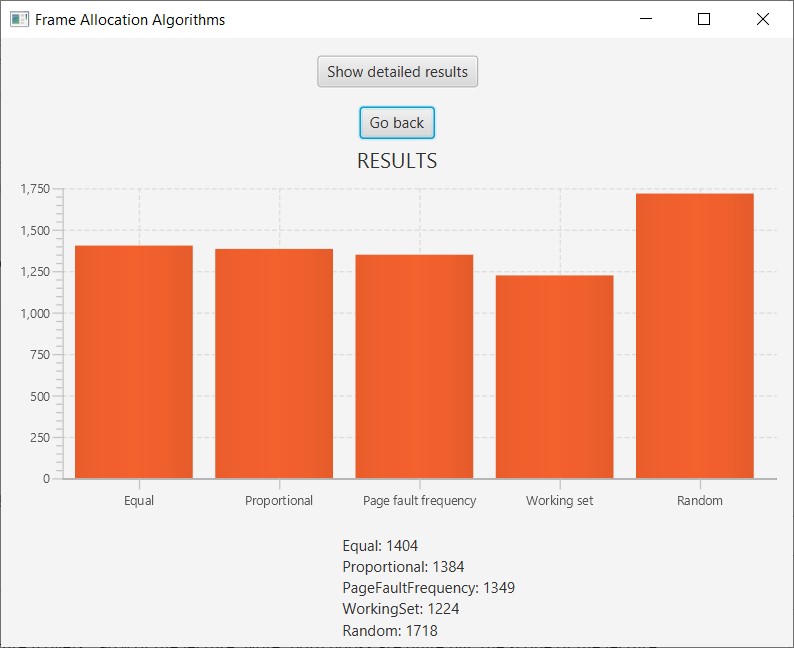 Frame Allocation Algorithms
Show detailed results
Go back
RESULTS
1,750
1,500
1,250
1,000
750
500
250
0
Equal Proportional Page fault frequency Working set Random
Equal: 1404
Proportional: 1384
PageFaultFrequency: 1349
WorkingSet: 1224
Random: 1718